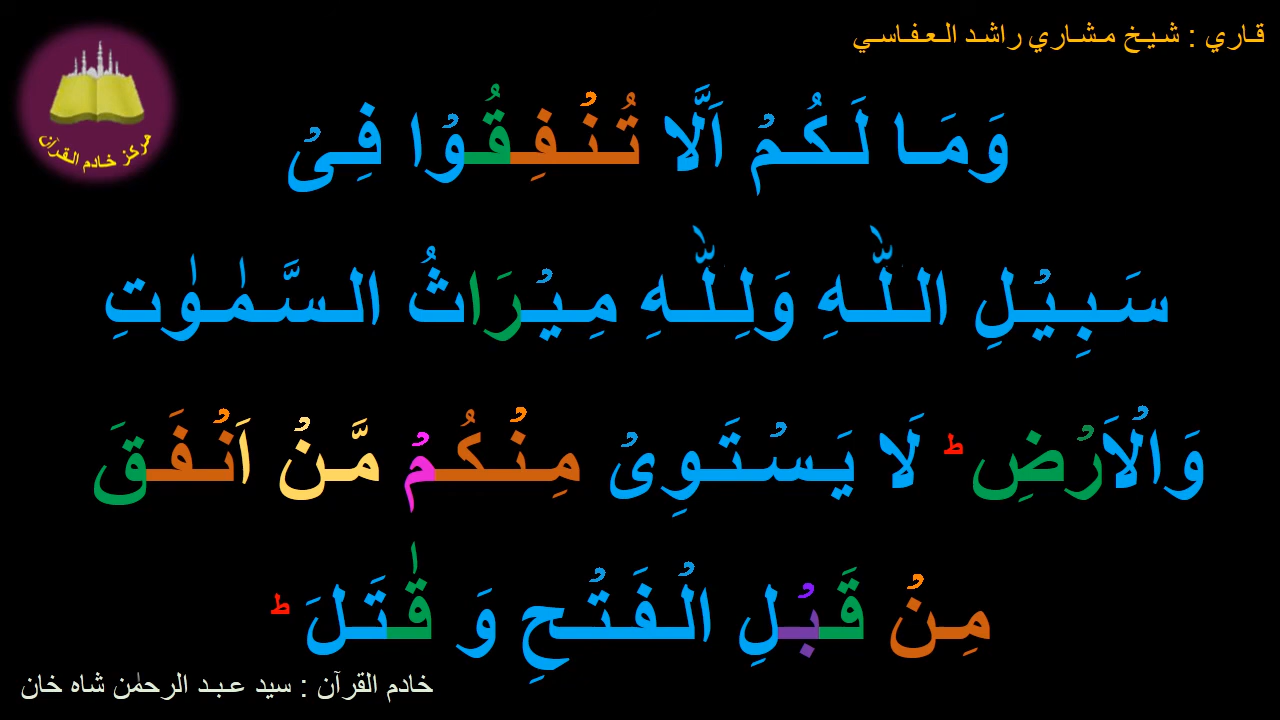 قاري : شيخ مشاري راشد العفاسي
مركز خادم القرآن
وَمَا لَـكُمۡ اَلَّا تُنۡفِقُوۡا فِىۡ
سَبِيۡلِ اللّٰهِ وَلِلّٰهِ مِيۡرَاثُ السَّمٰوٰتِ
وَالۡاَرۡضِ‌ؕ لَا يَسۡتَوِىۡ مِنۡكُمۡ مَّنۡ اَنۡفَقَ
مِنۡ قَبۡلِ الۡفَتۡحِ وَ قٰتَلَ‌ ؕ
خادم القرآن : سيد عبد الرحمٰن شاه خان